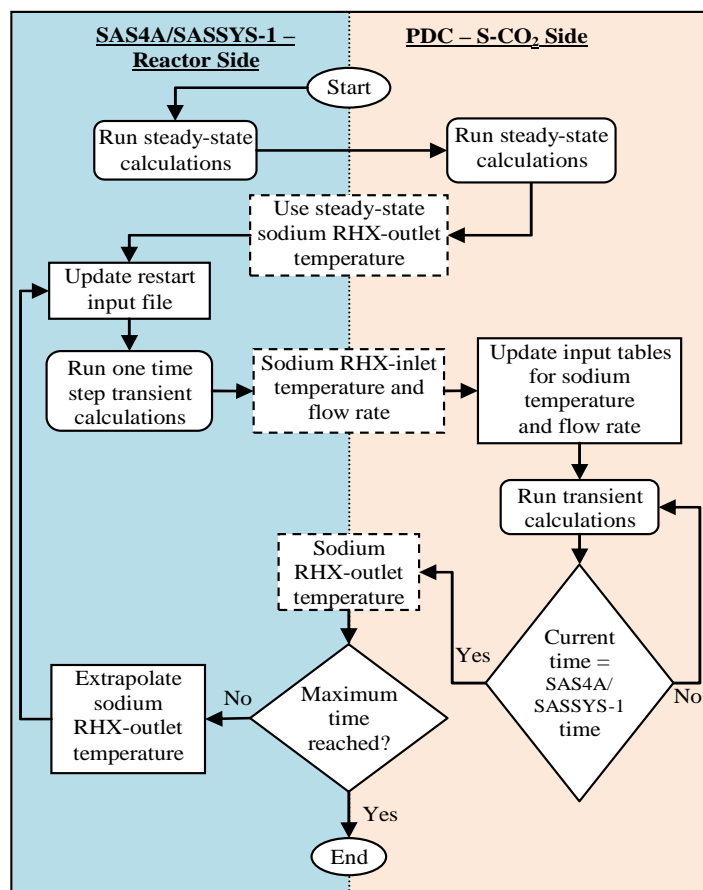 SAS4A/SASSYS-1 –
Reactor Side
PDC – S-CO₂ Side
Start
Run steady-state
calculations
Run steady-state
calculations
Use steady-state
sodium RHX-outlet
temperature
Update restart
input file
Run one time
step transient
calculations
Sodium RHX-inlet
temperature and
flow rate
Update input tables
for sodium
temperature
and flow rate
Run transient
calculations
Sodium
RHX-outlet
temperature
Current
time =
SAS4A/
SASSYS-1
time
Yes
No
Extrapolate
sodium
RHX-outlet
temperature
No
Maximum
time
reached?
Yes
End